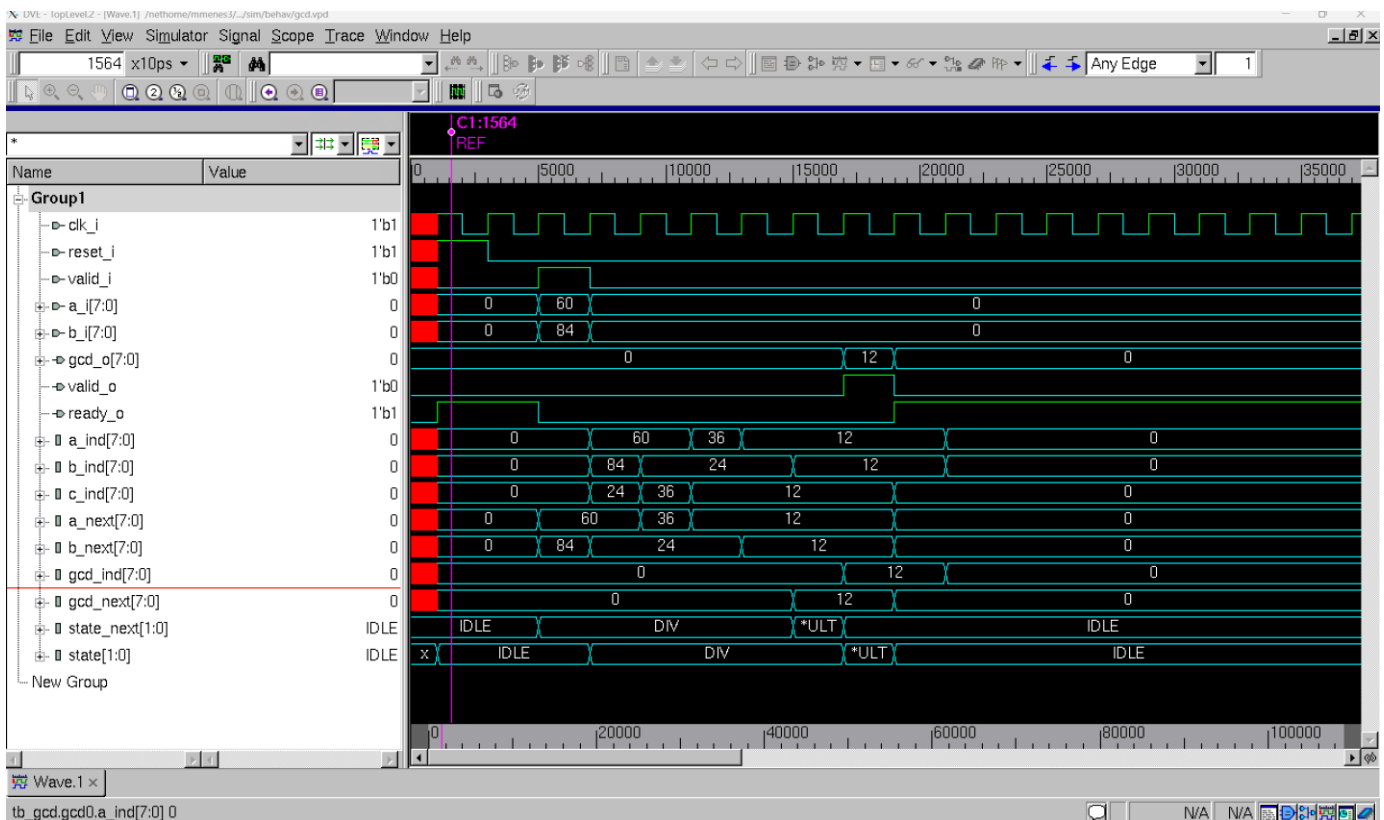 DVE - TopLevel.2 - [Wave.1] /nethome/mmenes3/.../sim/behav/gcd.vpd
File Edit View Simulator Signal Scope Trace Window Help
1564 x10ps Any Edge 1
C1:1564
* REF
Name Value 0 5000 10000 15000 20000 25000 30000 35000
Group1
clk_i 1'b1
reset_i 1'b1
valid_i 1'b0
a_i[7:0] 0 0 60 0
b_i[7:0] 0 0 84 0
gcd_o[7:0] 0 0 12 0
valid_o 1'b0
ready_o 1'b1
a_ind[7:0] 0 0 60 36 12 0
b_ind[7:0] 0 0 84 24 12 0
c_ind[7:0] 0 0 24 36 12 0
a_next[7:0] 0 0 60 36 12 0
b_next[7:0] 0 0 84 24 12 0
gcd_ind[7:0] 0 0 12 0
gcd_next[7:0] 0 0 12 0
state_next[1:0] IDLE IDLE DIV *ULT IDLE
state[1:0] IDLE x IDLE DIV *ULT IDLE
New Group
0 20000 40000 60000 80000 100000
Wave.1 ×
tb_gcd.gcd0.a_ind[7:0] 0 N/A N/A